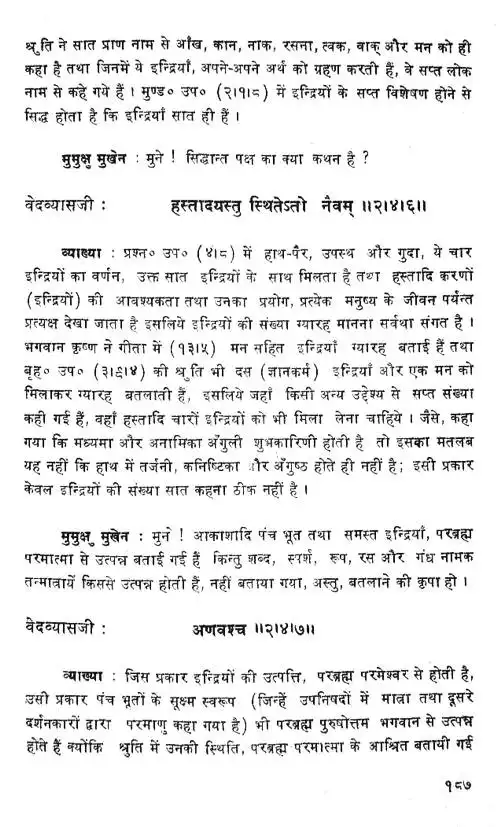 श्रुति ने सात प्राण नाम से आँख, कान, नाक, रसना, त्वक, वाक् और मन को ही
कहा है तथा जिनमें ये इन्द्रियाँ, अपने-अपने अर्थ को ग्रहण करती हैं, वे सप्त लोक
नाम से कहे गये हैं । मुण्ड० उप० (२।१।८) में इन्द्रियों के सप्त विशेषण होने से
सिद्ध होता है कि इन्द्रियाँ सात ही हैं ।
मुमुक्षु मुखेन : मुने ! सिद्धान्त पक्ष का क्या कथन है ?
वेदव्यासजी : हस्तादयस्तु स्थितेऽतो नैवम् ॥२।४।६॥
व्याख्या : प्रश्न० उप० (४।८) में हाथ-पैर, उपस्थ और गुदा, ये चार
इन्द्रियों का वर्णन, उक्त सात इन्द्रियों के साथ मिलता है तथा हस्तादि करणों
(इन्द्रियों) की आवश्यकता तथा उनका प्रयोग, प्रत्येक मनुष्य के जीवन पर्यन्त
प्रत्यक्ष देखा जाता है इसलिये इन्द्रियों की संख्या ग्यारह मानना सर्वथा संगत है ।
भगवान कृष्ण ने गीता में (१३।५) मन सहित इन्द्रियाँ ग्यारह बताई हैं तथा
बृह० उप० (३।९।४) की श्रुति भी दस (ज्ञानकर्म) इन्द्रियाँ और एक मन को
मिलाकर ग्यारह बतलाती हैं, इसलिये जहाँ किसी अन्य उद्देश्य से सप्त संख्या
कही गई हैं, वहाँ हस्तादि चारों इन्द्रियों को भी मिला लेना चाहिये । जैसे, कहा
गया कि मध्यमा और अनामिका अँगुली शुभकारिणी होती है तो इसका मतलब
यह नहीं कि हाथ में तर्जनी, कनिष्टिका और अँगुष्ठ होते ही नहीं है; इसी प्रकार
केवल इन्द्रियों की संख्या सात कहना ठीक नहीं है ।
मुमुक्षु मुखेन : मुने ! आकाशादि पंच भूत तथा समस्त इन्द्रियाँ, परब्रह्म
परमात्मा से उत्पन्न बताई गई हैं किन्तु शब्द, स्पर्श, रूप, रस और गंध नामक
तन्मात्रायें किससे उत्पन्न होती हैं, नहीं बताया गया, अस्तु, बतलाने की कृपा हो ।
वेदव्यासजी : अणवश्च ॥२।४।७॥
व्याख्या : जिस प्रकार इन्द्रियों की उत्पत्ति, परब्रह्म परमेश्वर से होती है,
उसी प्रकार पंच भूतों के सूक्ष्म स्वरूप (जिन्हें उपनिषदों में मात्रा तथा दूसरे
दर्शनकारों द्वारा परमाणु कहा गया है) भी परब्रह्म पुरुषोत्तम भगवान से उत्पन्न
होते हैं क्योंकि श्रुति में उनकी स्थिति, परब्रह्म परमात्मा के आश्रित बतायी गई
१८७